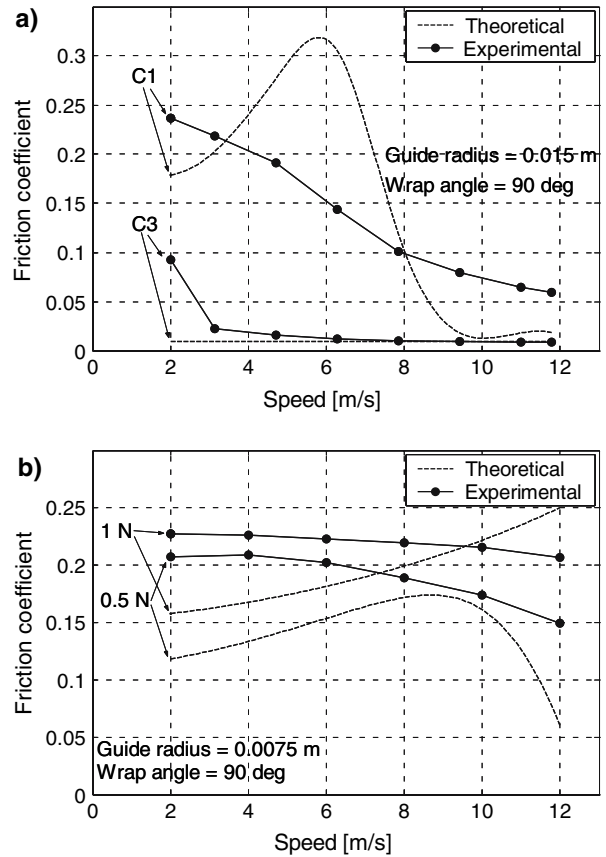 a)
Theoretical
Experimental
0.3
0.25
0.2
0.15
0.1
0.05
0
C1
C3
Guide radius = 0.015 m
Wrap angle = 90 deg
Friction coefficient
0 2 4 6 8 10 12
Speed [m/s]
b)
Theoretical
Experimental
0.25
0.2
0.15
0.1
0.05
0
1 N
0.5 N
Guide radius = 0.0075 m
Wrap angle = 90 deg
Friction coefficient
0 2 4 6 8 10 12
Speed [m/s]